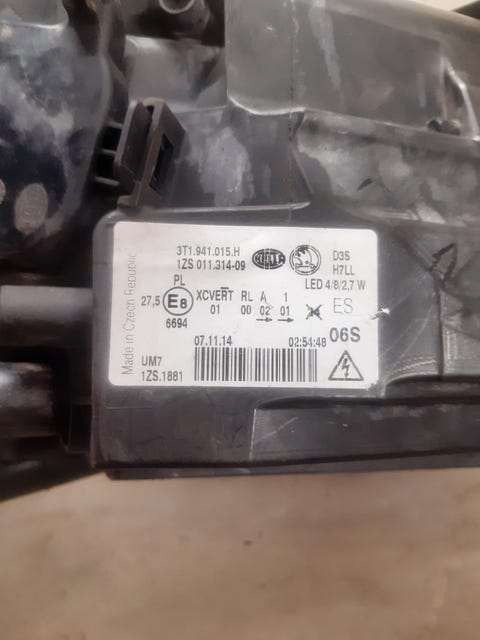 Made in Czech Republic
3T1.941.015.H
1ZS 011.314-09
HELLA
D3S
H7LL
LED 4/8/2,7 W
PL
27,5 E8 XCVERT RL A 1
01 00 02 01
6694
ES
06S
07.11.14 02:54:48
UM7
1ZS.1881